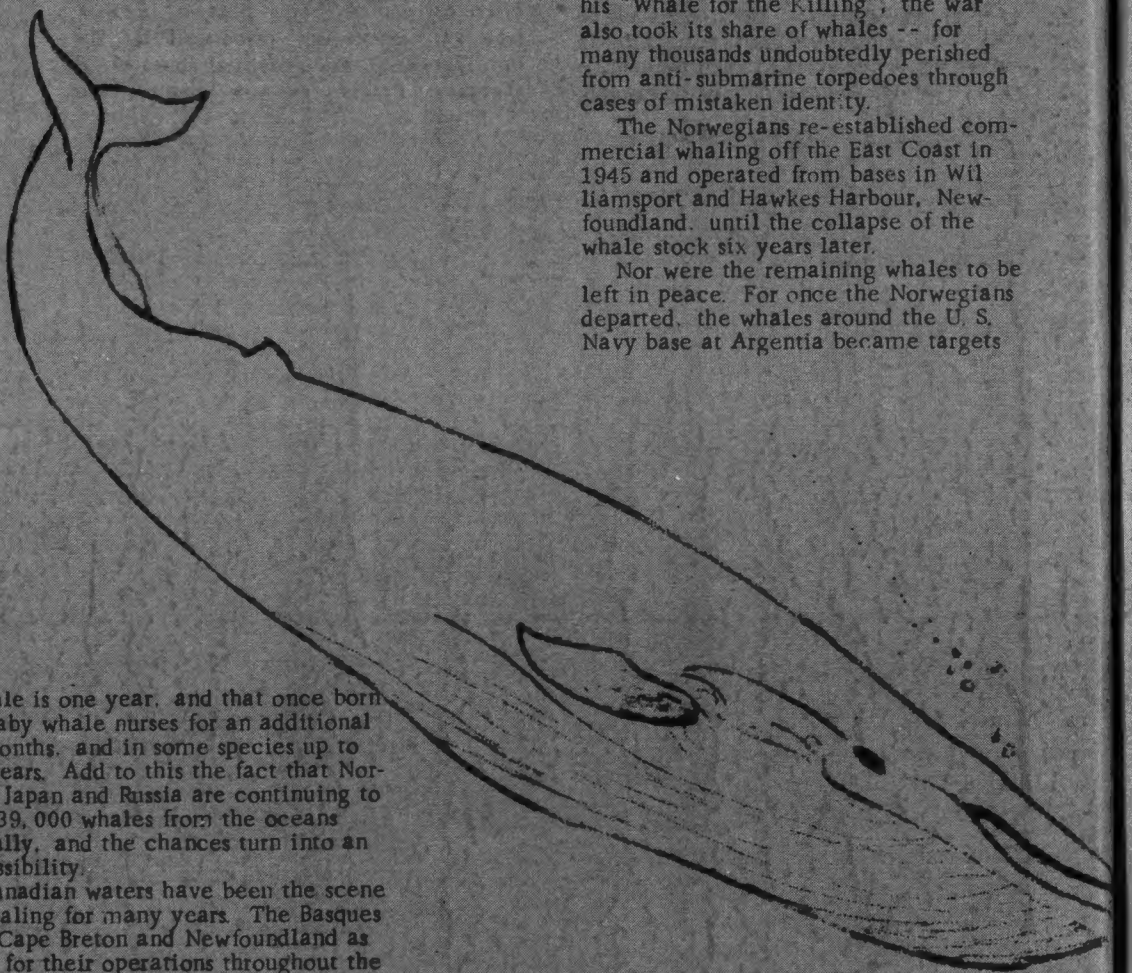 ale is one year. and that once born
aby whale nurses for an additional
onths. and in some species up to
ears. Add to this the fact that Nor-
Japan and Russia are continuing to
39, 000 whales from the oceans
ally, and the chances turn into an
ssibility.
anadian waters have been the scene
aling for many years. The Basques
Cape Breton and Newfoundland as
for their operations throughout the
his "Whale for the Killing", the war
also took its share of whales -- for
many thousands undoubtedly perished
from anti-submarine torpedoes through
cases of mistaken identity.
The Norwegians re-established com-
mercial whaling off the East Coast in
1945 and operated from bases in Wil
liamsport and Hawkes Harbour, New-
foundland. until the collapse of the
whale stock six years later.
Nor were the remaining whales to be
left in peace. For once the Norwegians
departed. the whales around the U. S.
Navy base at Argentia became targets